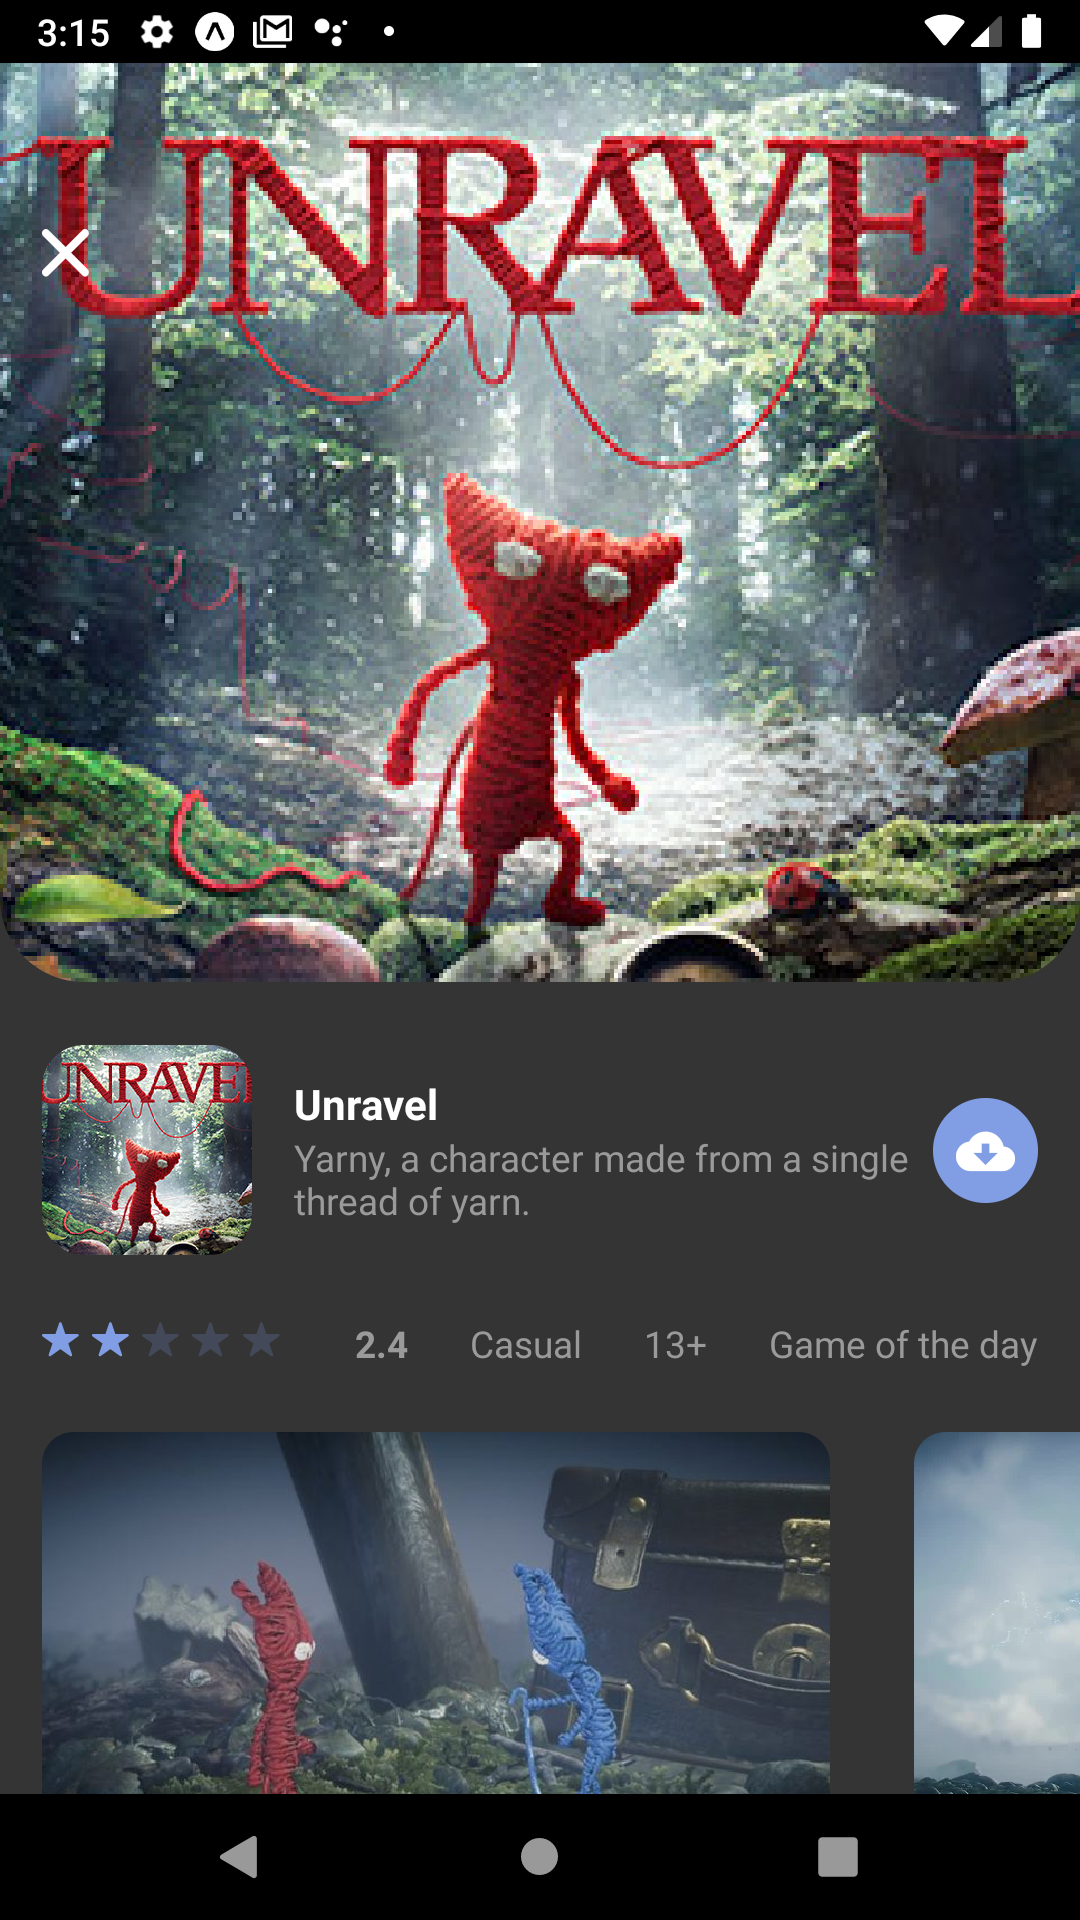 3:15
UNRAVEL
UNRAVEL
Unravel
Yarny, a character made from a single
thread of yarn.
2.4 Casual 13+ Game of the day